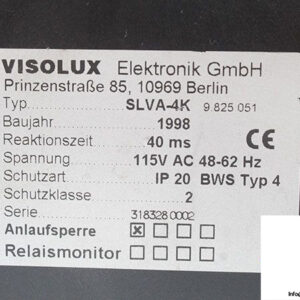 VISOLUX Elektronik GmbH
Prinzenstraße 85, 10969 Berlin
Typ SLVA-4K 9.825 051
Baujahr 1998
Reaktionszeit 40 ms CE
Spannung 115V AC 48-62 Hz
Schutzart IP 20 BWS Typ 4
Schutzklasse 2
Serie 318328 0002
Anlaufsperre
Relaismonitor